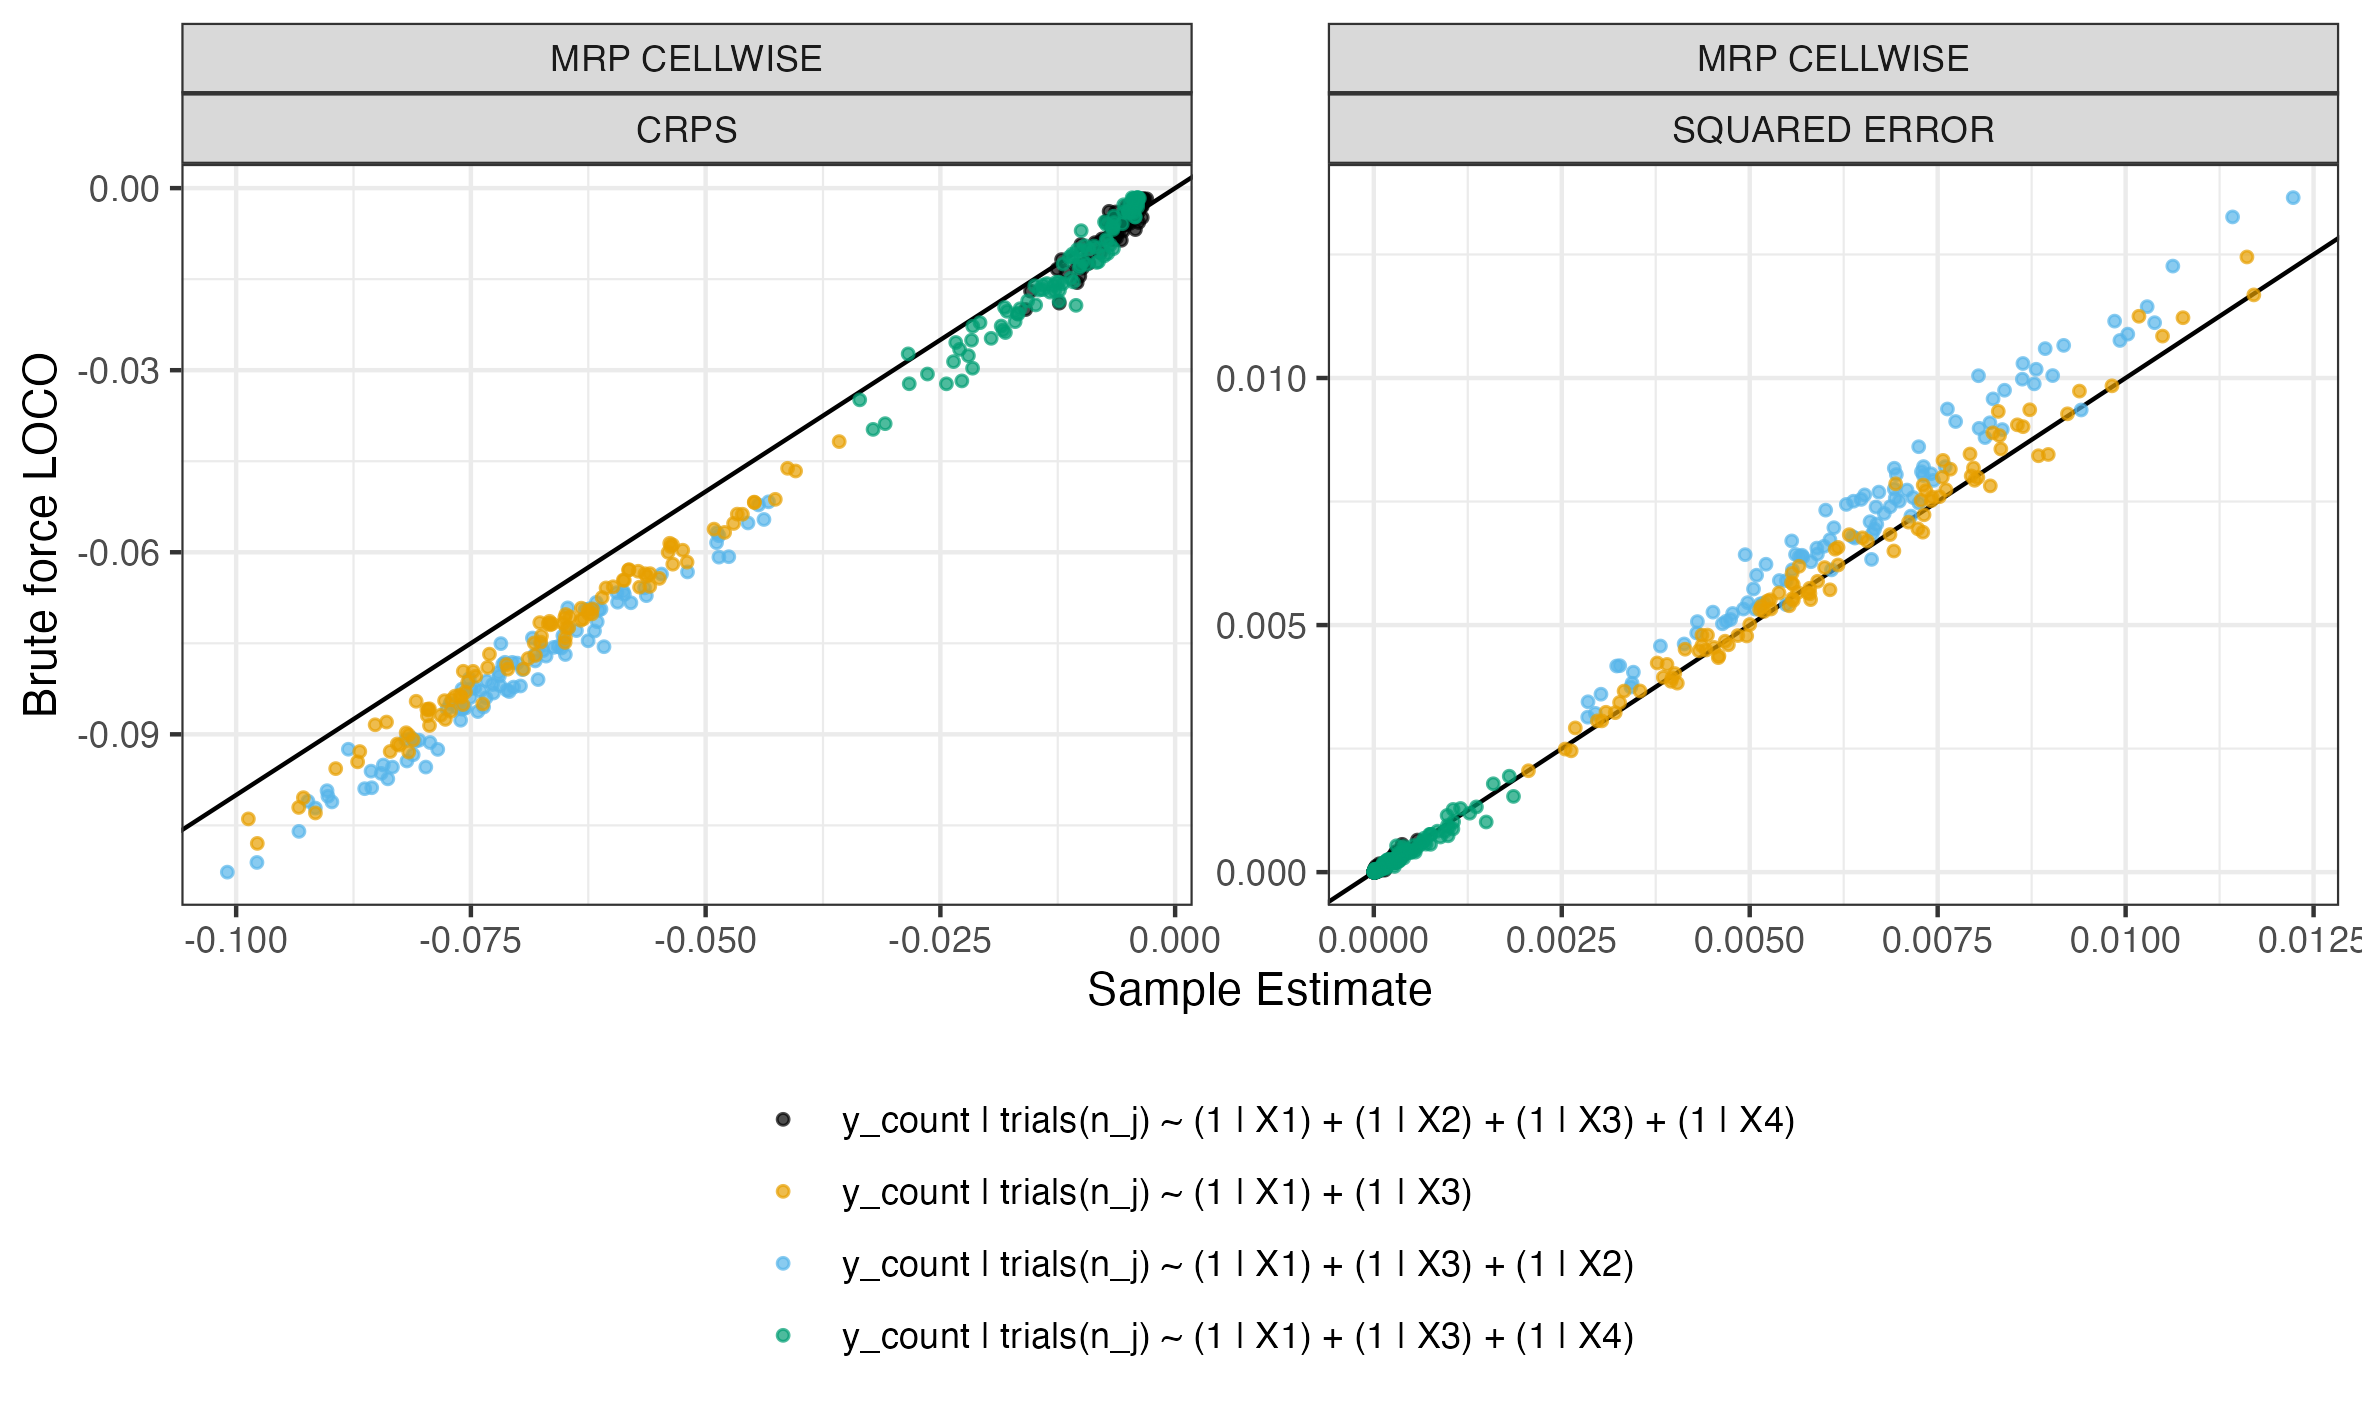 MRP CELLWISE
MRP CELLWISE
CRPS
SQUARED ERROR
Brute force LOCO
0.00
-0.03
-0.06
-0.09
0.010
0.005
0.000
-0.100 -0.075 -0.050 -0.025 0.000
0.0000 0.0025 0.0050 0.0075 0.0100 0.0125
Sample Estimate
y_count | trials(n_j) ~ (1 | X1) + (1 | X2) + (1 | X3) + (1 | X4)
y_count | trials(n_j) ~ (1 | X1) + (1 | X3)
y_count | trials(n_j) ~ (1 | X1) + (1 | X3) + (1 | X2)
y_count | trials(n_j) ~ (1 | X1) + (1 | X3) + (1 | X4)